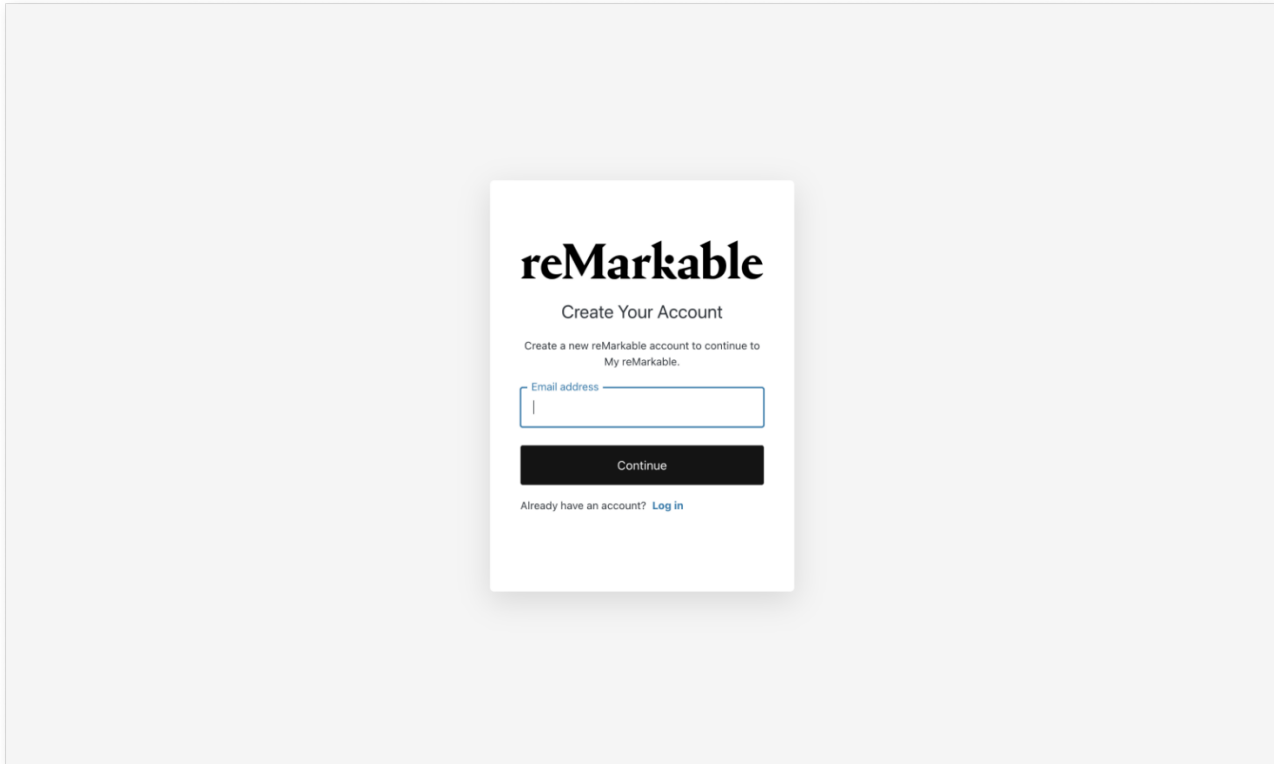 reMarkable
Create Your Account
Create a new reMarkable account to continue to
My reMarkable.
Email address
Continue
Already have an account? Log in